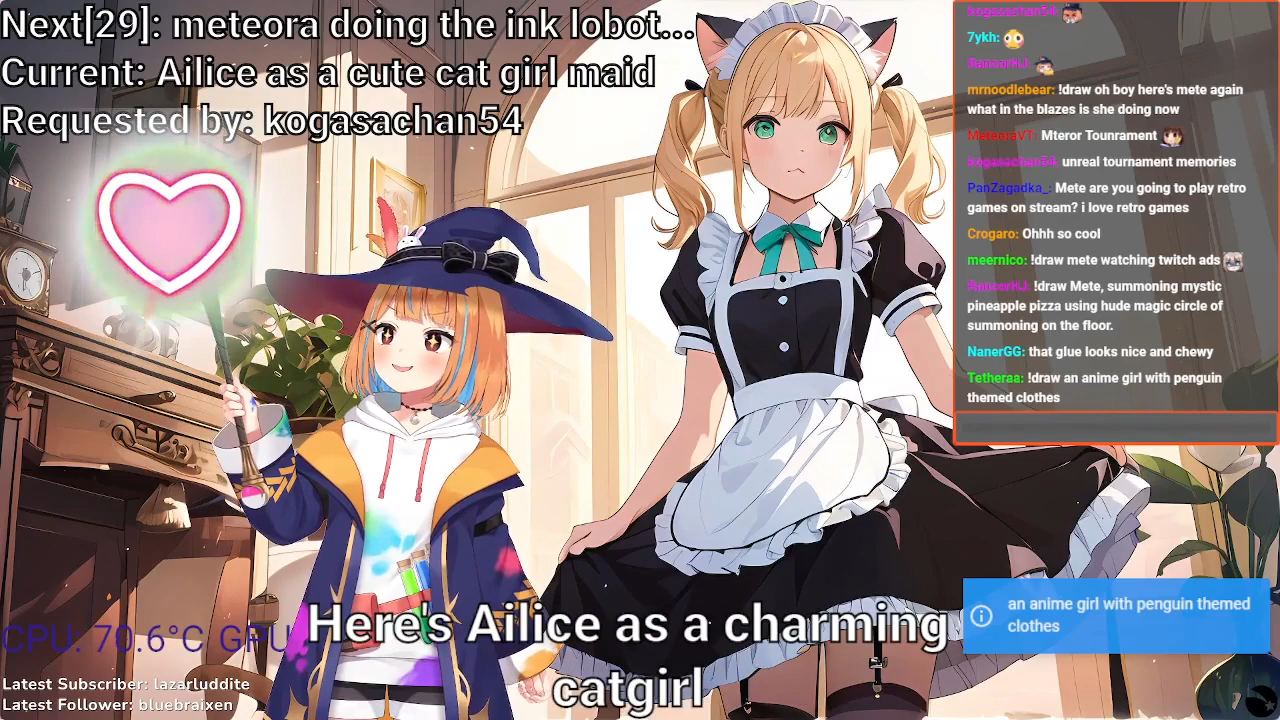 Next[29]: meteora doing the ink lobot...
Current: Ailice as a cute cat girl maid
Requested by: kogasachan54
kogasachan54
7ykh:
RancorHJ
mrnoodlebear: !draw oh boy here's mete again
what in the blazes is she doing now
MeteoraVT: Mteror Tounrament
kogasachan54: unreal tournament memories
PanZagadka_: Mete are you going to play retro
games on stream? i love retro games
Crogaro: Ohhh so cool
meernico: !draw mete watching twitch ads
RancorHJ: !draw Mete, summoning mystic
pineapple pizza using hude magic circle of
summoning on the floor.
NanerGG: that glue looks nice and chewy
Tetheraa: !draw an anime girl with penguin
themed clothes
an anime girl with penguin themed
clothes
Here's Ailice as a charming
catgirl
CPU: 70.6°C GPU
Latest Subscriber: lazarluddite
Latest Follower: bluebraixen